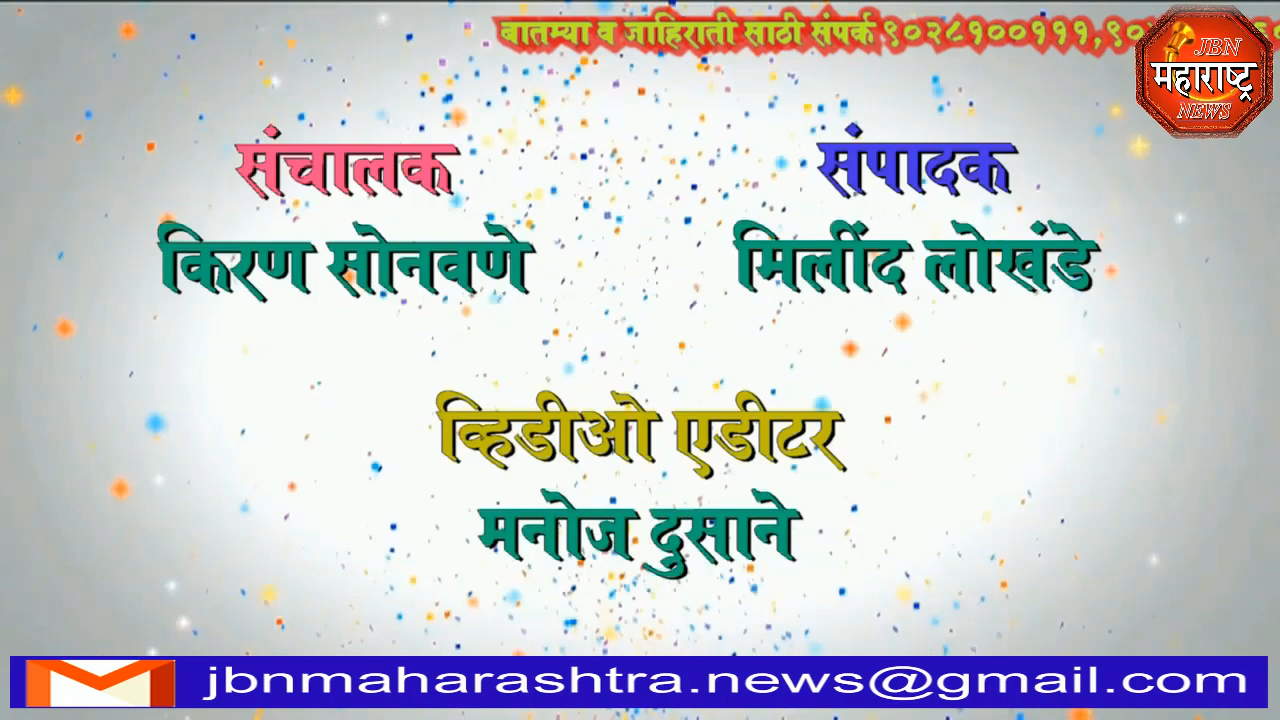 बातम्या व जाहिराती साठी संपर्क ९०२८१००१११,
JBN
महाराष्ट्र
NEWS
संचालक
किरण सोनवणे
संपादक
मिलींद लोखंडे
व्हिडीओ एडीटर
मनोज दुसाने
jbnmaharashtra.news@gmail.com